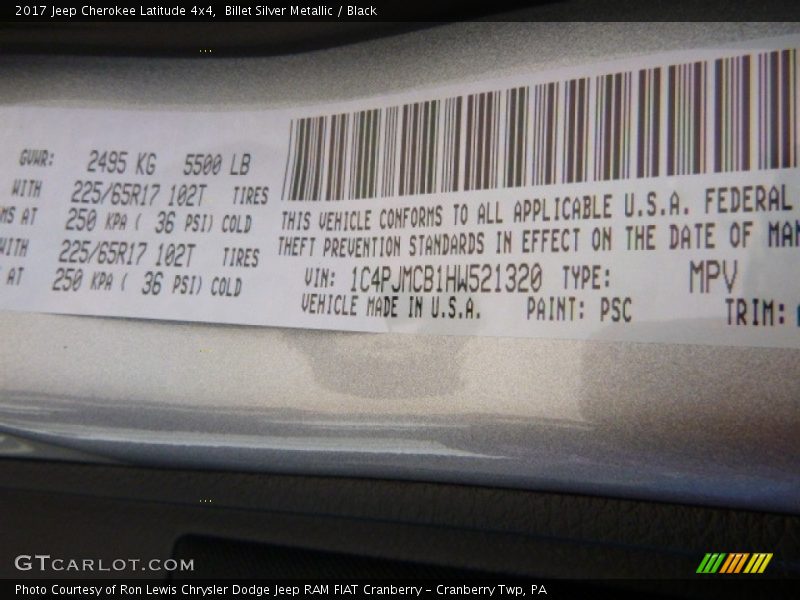 2017 Jeep Cherokee Latitude 4x4,  Billet Silver Metallic / Black
GVWR: 2495 KG 5500 LB
WITH 225/65R17 102T TIRES
MS AT 250 KPA ( 36 PSI) COLD
WITH 225/65R17 102T TIRES
AT 250 KPA ( 36 PSI) COLD
THIS VEHICLE CONFORMS TO ALL APPLICABLE U.S.A. FEDERAL
THEFT PREVENTION STANDARDS IN EFFECT ON THE DATE OF MAN
VIN: 1C4PJMCB1HW521320 TYPE: MPV
VEHICLE MADE IN U.S.A. PAINT: PSC TRIM:
GTCARLOT.COM
Photo Courtesy of Ron Lewis Chrysler Dodge Jeep RAM FIAT Cranberry – Cranberry Twp, PA